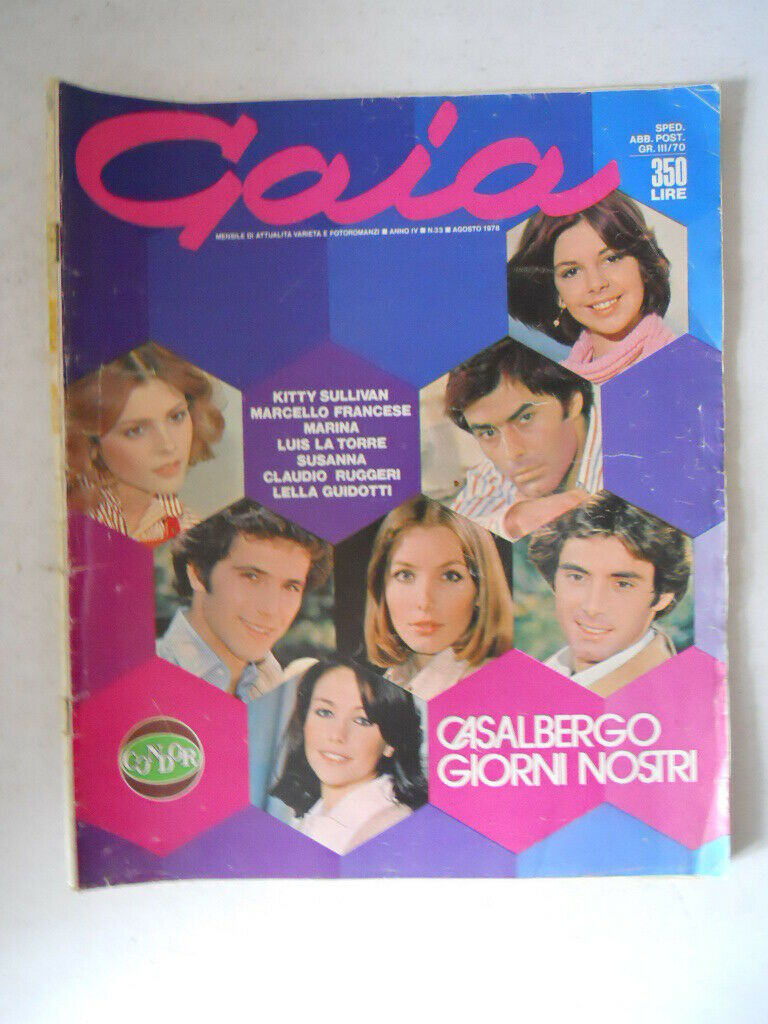 Gaia
SPED.
ABB. POST.
GR. III/70
350
LIRE
MENSILE DI ATTUALITÀ VARIETA E FOTOROMANZI ■ ANNO IV ■ N.33 ■ AGOSTO 1978
KITTY SULLIVAN
MARCELLO FRANCESE
MARINA
LUIS LA TORRE
SUSANNA
CLAUDIO RUGGERI
LELLA GUIDOTTI
CONDOR
CASALBERGO
GIORNI NOSTRI